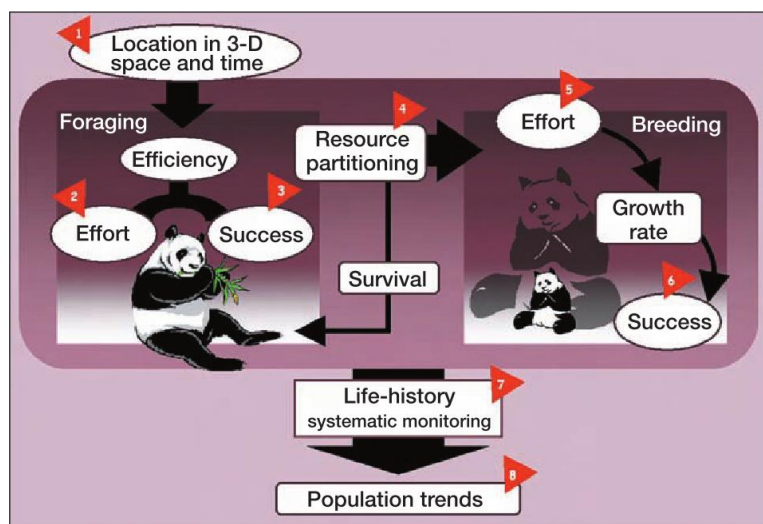 1
Location in 3-D
space and time
Foraging
Efficiency
2
Effort
3
Success
4
Resource
partitioning
Survival
5
Effort
Breeding
Growth
rate
6
Success
7
Life-history
systematic monitoring
8
Population trends